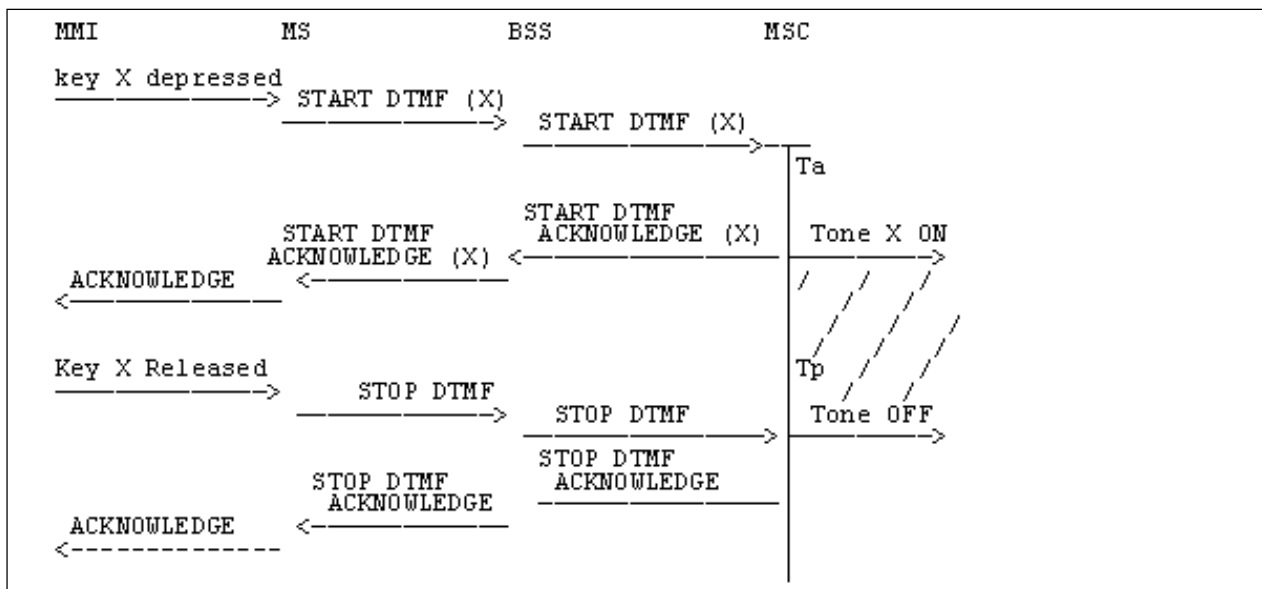 MMI MS BSS MSC
key X depressed
START DTMF (X)
START DTMF (X)
Ta
START DTMF
ACKNOWLEDGE (X)
Tone X ON
START DTMF
ACKNOWLEDGE (X)
ACKNOWLEDGE
Key X Released
Tp
STOP DTMF
STOP DTMF
Tone OFF
STOP DTMF
ACKNOWLEDGE
STOP DTMF
ACKNOWLEDGE
ACKNOWLEDGE